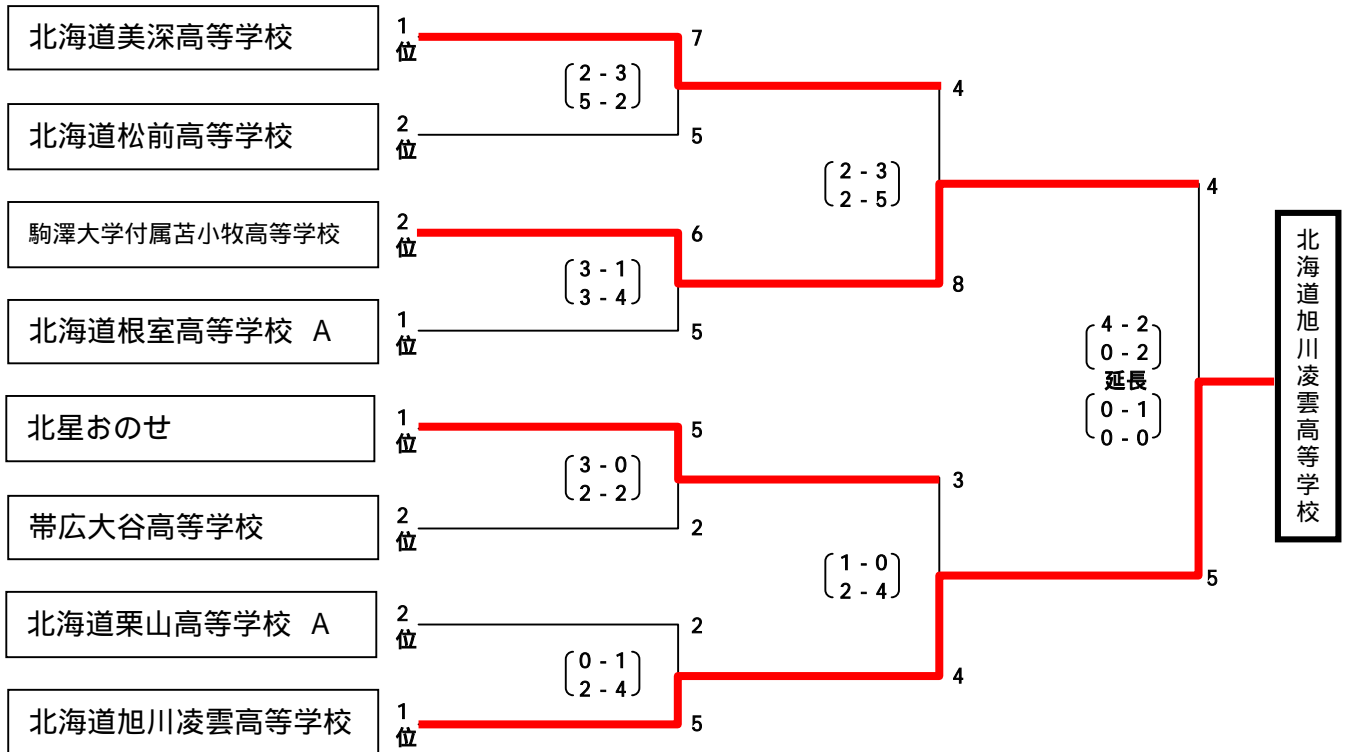 北海道美深高等学校
1位
7
2 - 3
5 - 2
4
北海道松前高等学校
2位
5
2 - 3
2 - 5
4
駒澤大学付属苫小牧高等学校
2位
6
3 - 1
3 - 4
8
北海道根室高等学校 A
1位
5
4 - 2
0 - 2
延長
0 - 1
0 - 0
北海道旭川凌雲高等学校
北星おのせ
1位
5
3 - 0
2 - 2
3
帯広大谷高等学校
2位
2
1 - 0
2 - 4
5
北海道栗山高等学校 A
2位
2
0 - 1
2 - 4
4
北海道旭川凌雲高等学校
1位
5